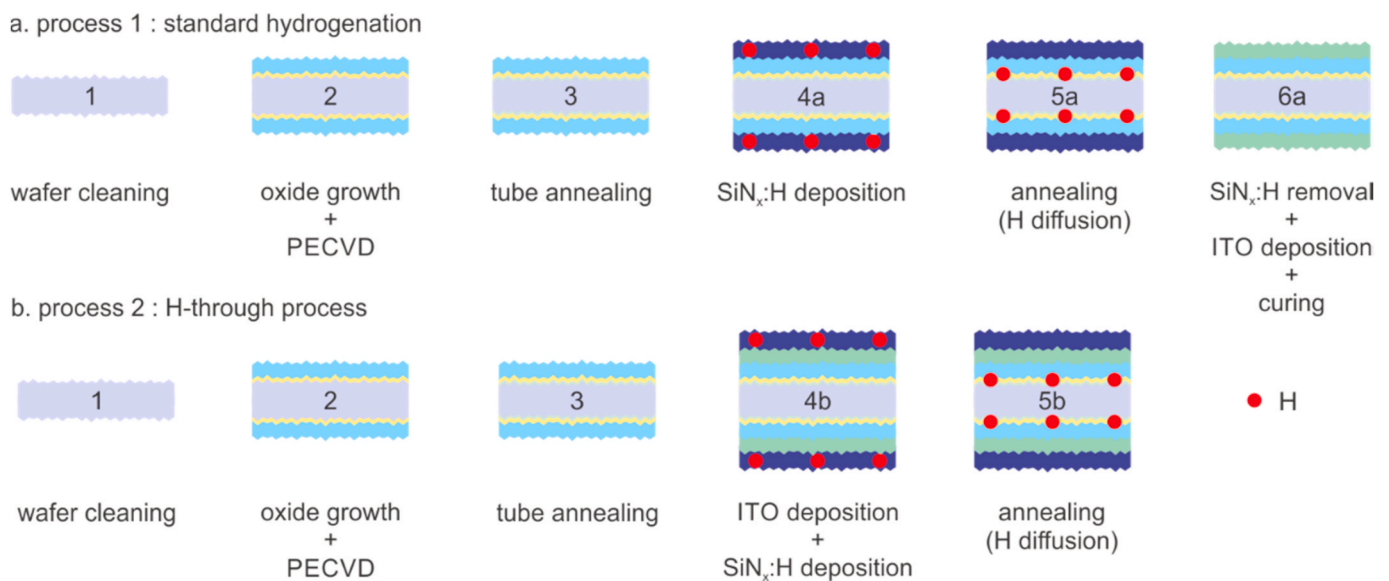 a. process 1 : standard hydrogenation
1
2
3
4a
5a
6a
wafer cleaning
oxide growth
+
PECVD
tube annealing
SiNₓ:H deposition
annealing
(H diffusion)
SiNₓ:H removal
+
ITO deposition
+
curing
b. process 2 : H-through process
1
2
3
4b
5b
H
wafer cleaning
oxide growth
+
PECVD
tube annealing
ITO deposition
+
SiNₓ:H deposition
annealing
(H diffusion)